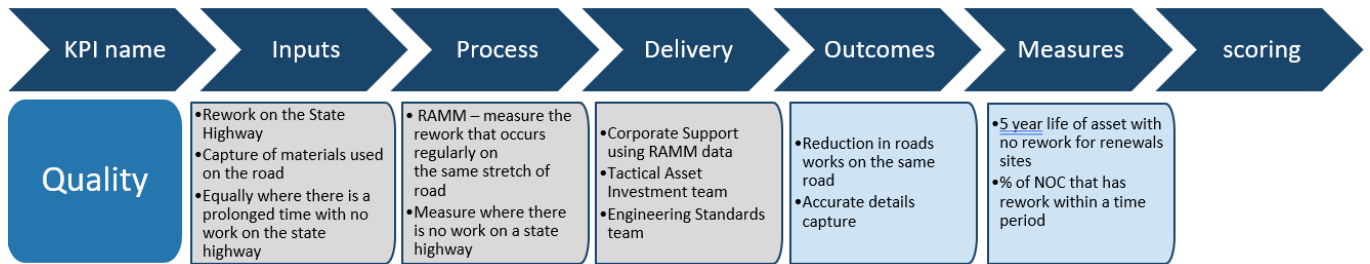 KPI name
Inputs
Process
Delivery
Outcomes
Measures
scoring
Quality
•Rework on the State
Highway
•Capture of materials used
on the road
•Equally where there is a
prolonged time with no
work on the state
highway
• RAMM – measure the
rework that occurs
regularly on
the same stretch of
road
•Measure where there
is no work on a state
highway
•Corporate Support
using RAMM data
•Tactical Asset
Investment team
•Engineering Standards
team
•Reduction in roads
works on the same
road
•Accurate details
capture
•5 year life of asset with
no rework for renewals
sites
•% of NOC that has
rework within a time
period